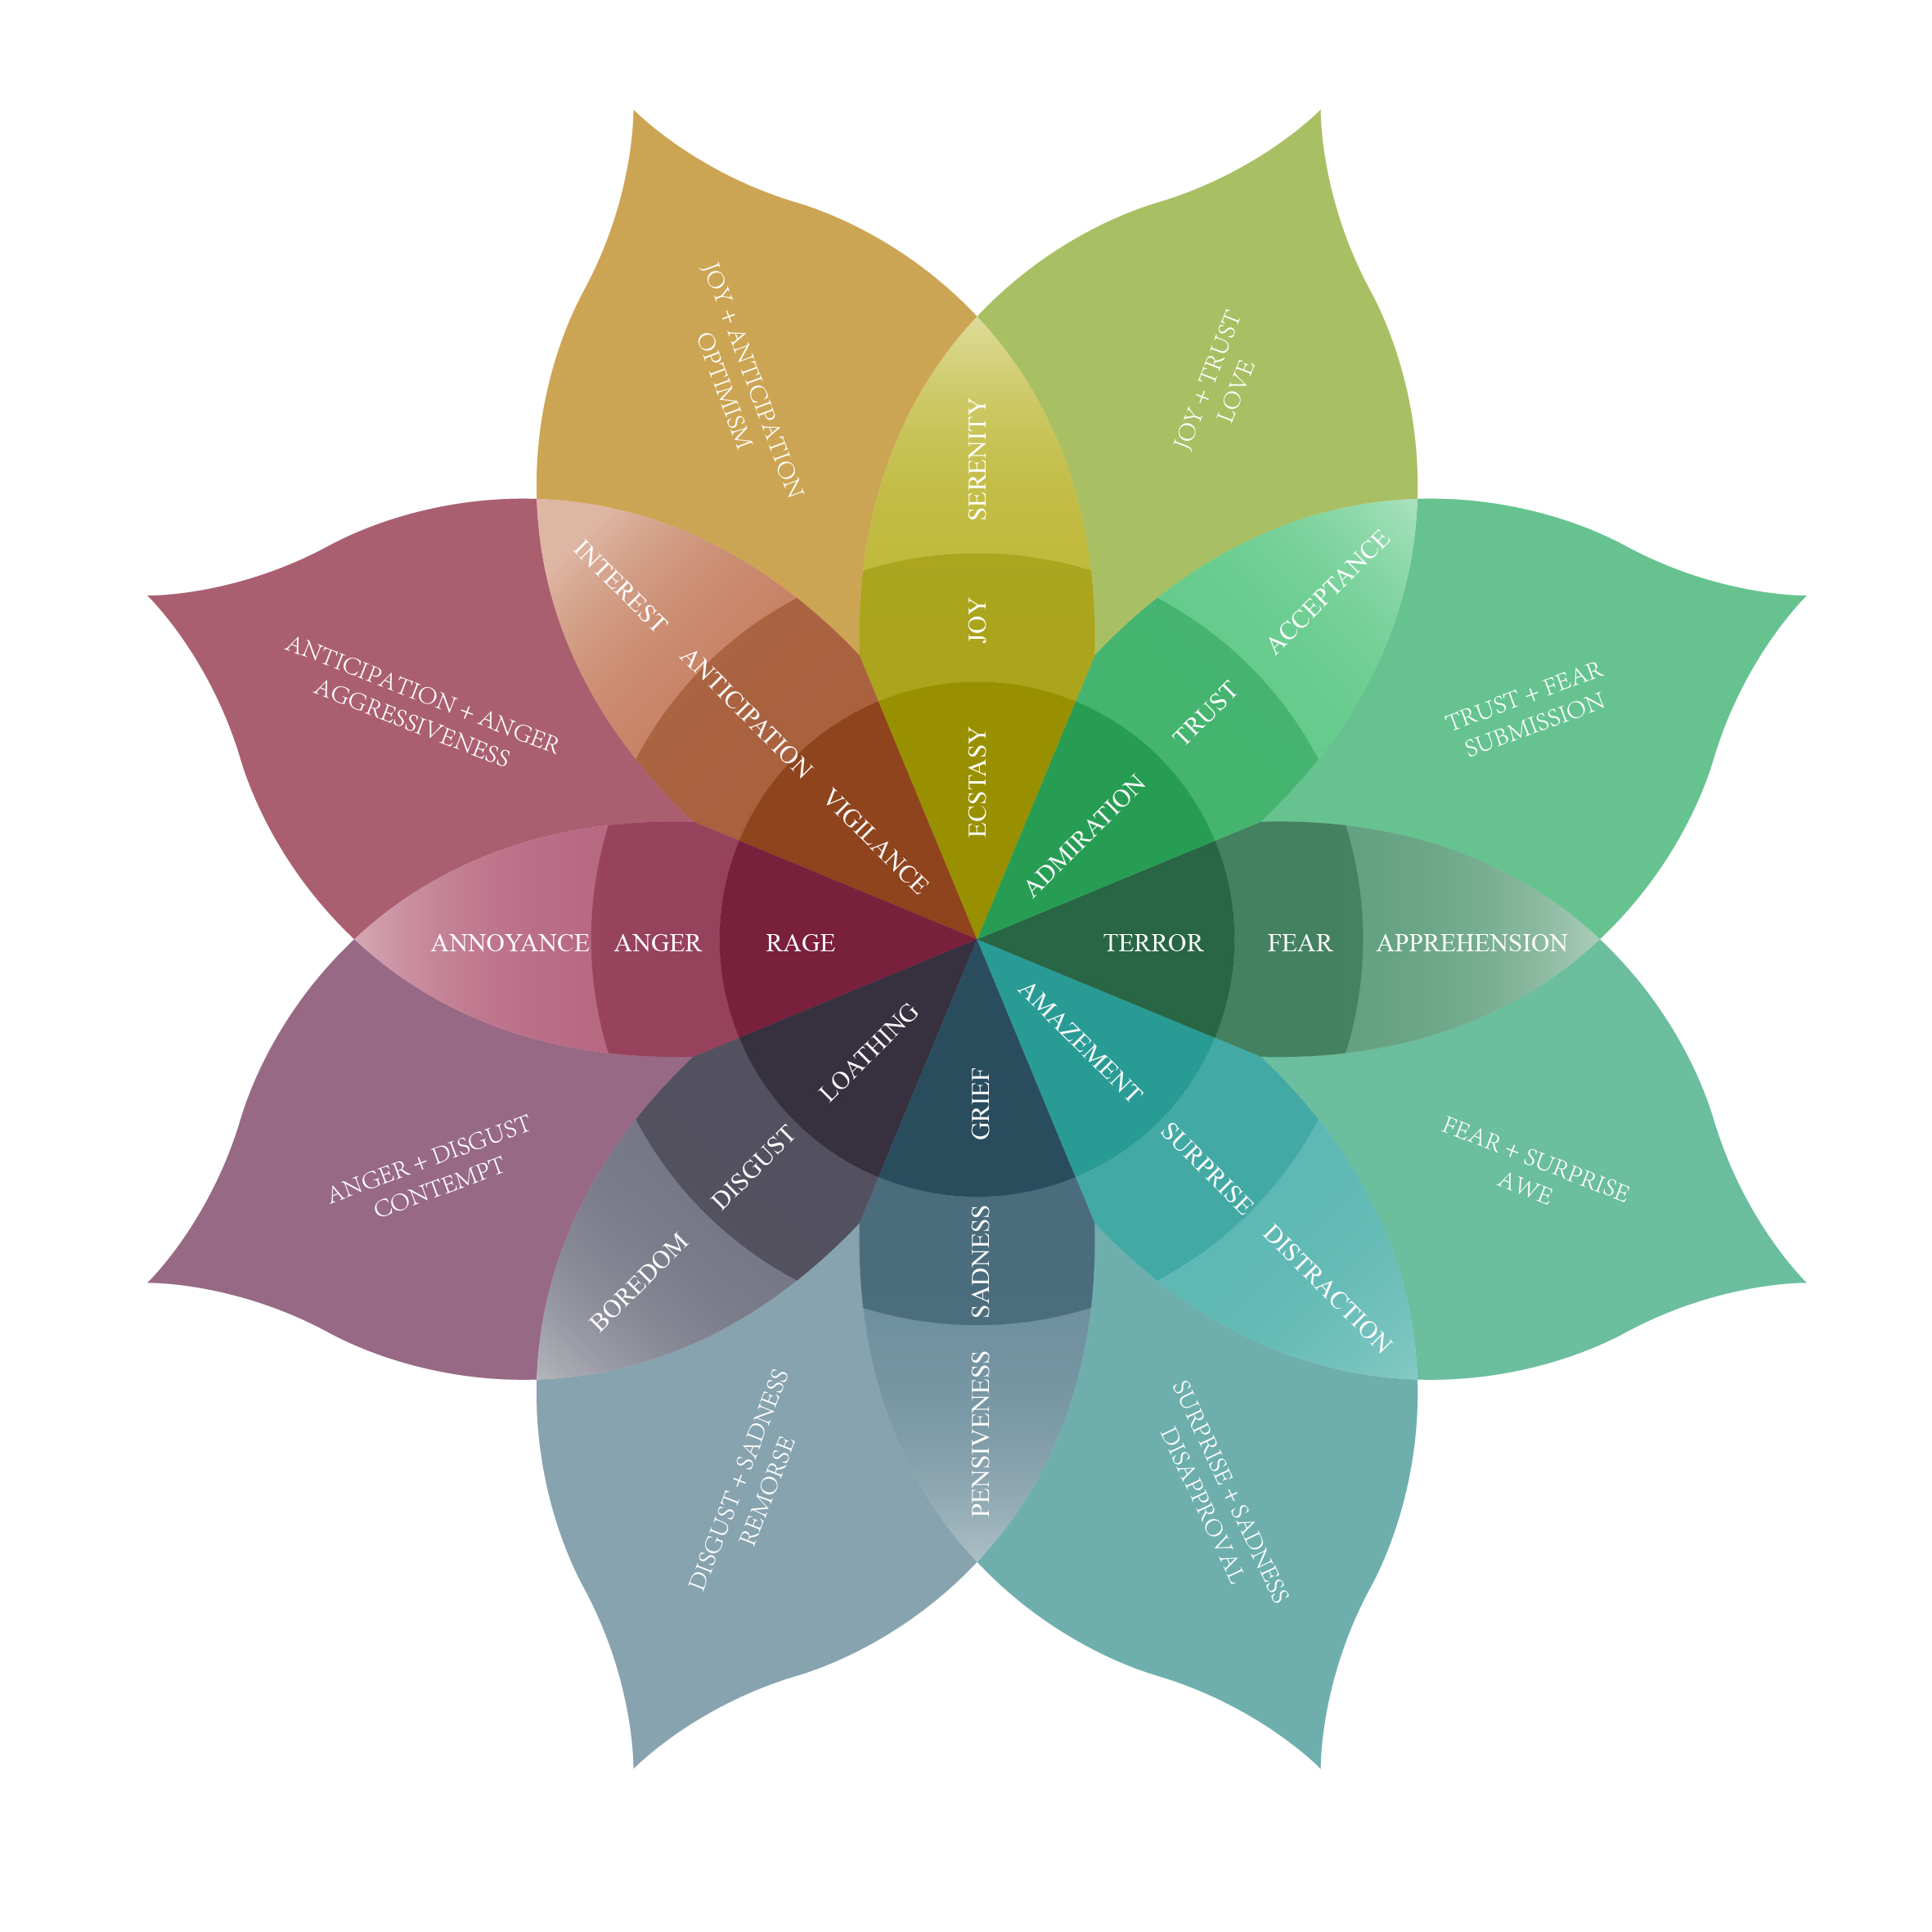 JOY + ANTICIPATION
OPTIMISM
JOY + TRUST
LOVE
SERENITY
JOY
ECSTASY
INTEREST
ANTICIPATION
VIGILANCE
ACCEPTANCE
TRUST
ADMIRATION
ANTICIPATION + ANGER
AGGRESSIVENESS
TRUST + FEAR
SUBMISSION
ANNOYANCE
ANGER
RAGE
TERROR
FEAR
APPREHENSION
ANGER + DISGUST
CONTEMPT
LOATHING
DISGUST
BOREDOM
GRIEF
SADNESS
PENSIVENESS
AMAZEMENT
SURPRISE
DISTRACTION
FEAR + SURPRISE
AWE
DISGUST + SADNESS
REMORSE
SURPRISE + SADNESS
DISAPPROVAL